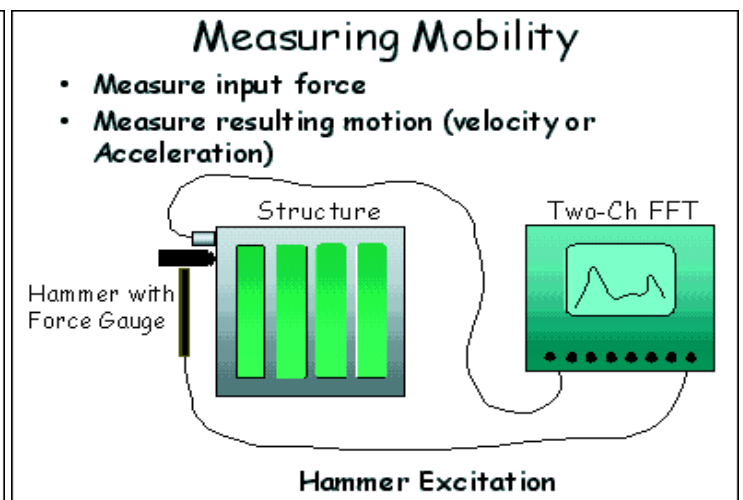 Measuring Mobility
• Measure input force
• Measure resulting motion (velocity or
Acceleration)
Structure
Two-Ch FFT
Hammer with
Force Gauge
Hammer Excitation